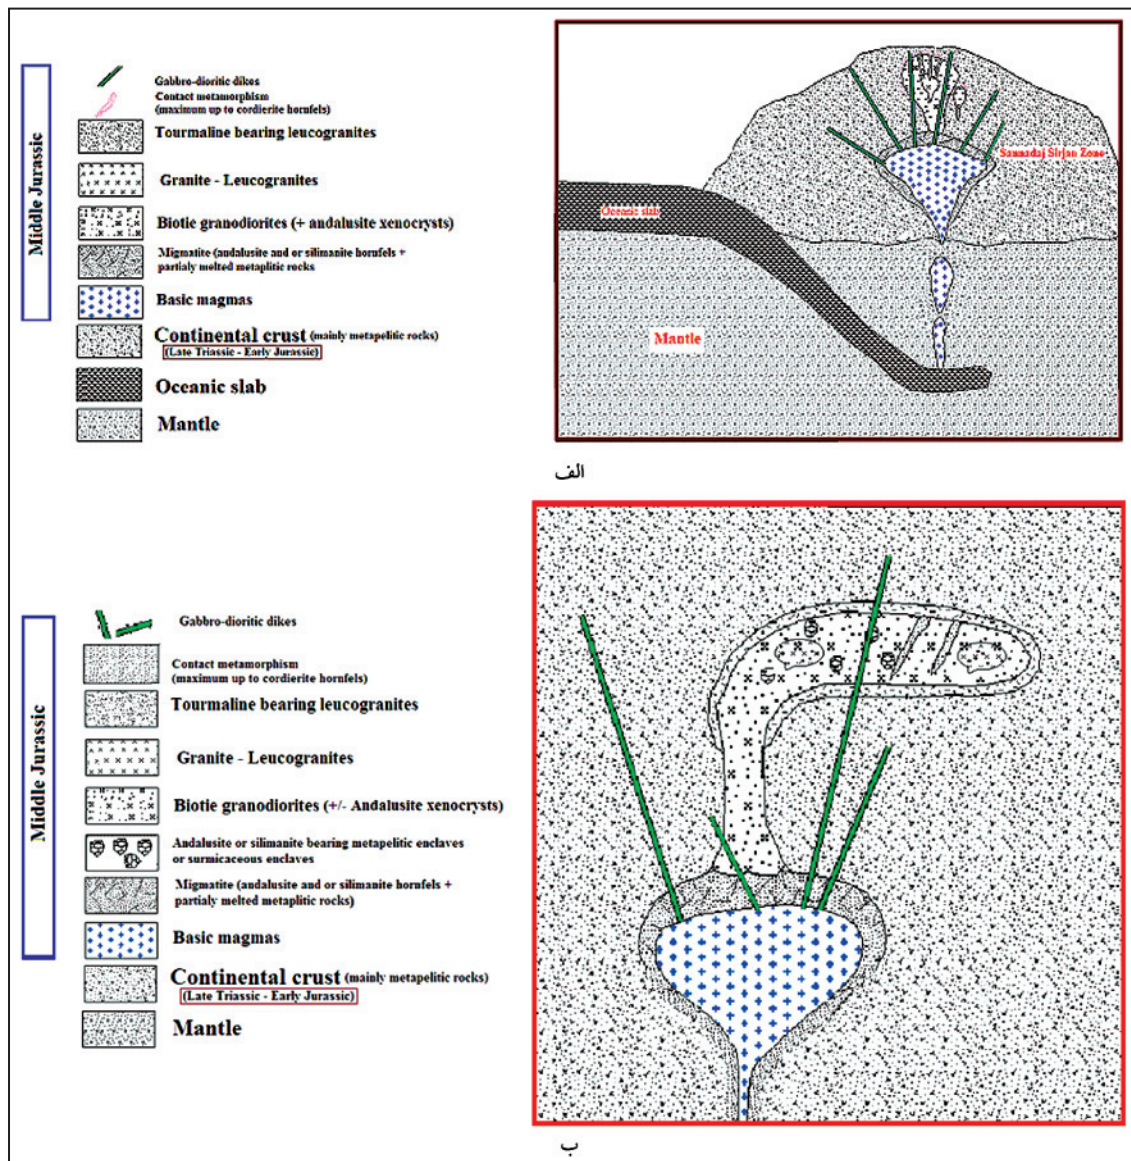 Middle Jurassic
Gabbro-dioritic dikes
Contact metamorphism
(maximum up to cordierite hornfels)
Tourmaline bearing leucogranites
Granite - Leucogranites
Biotie granodiorites (+ andalusite xenocrysts)
Migmatite (andalusite and or silimanite hornfels +
partialy melted metaplitic rocks
Basic magmas
Continental crust (mainly metapelitic rocks)
(Late Triassic - Early Jurassic)
Oceanic slab
Mantle
Sannadaj Sirjan Zone
Oceanic slab
Mantle
الف
Middle Jurassic
Gabbro-dioritic dikes
Contact metamorphism
(maximum up to cordierite hornfels)
Tourmaline bearing leucogranites
Granite - Leucogranites
Biotie granodiorites (+/- Andalusite xenocrysts)
Andalusite or silimanite bearing metapelitic enclaves
or surmicaceous enclaves
Migmatite (andalusite and or silimanite hornfels +
partialy melted metaplitic rocks)
Basic magmas
Continental crust (mainly metapelitic rocks)
(Late Triassic - Early Jurassic)
Mantle
ب